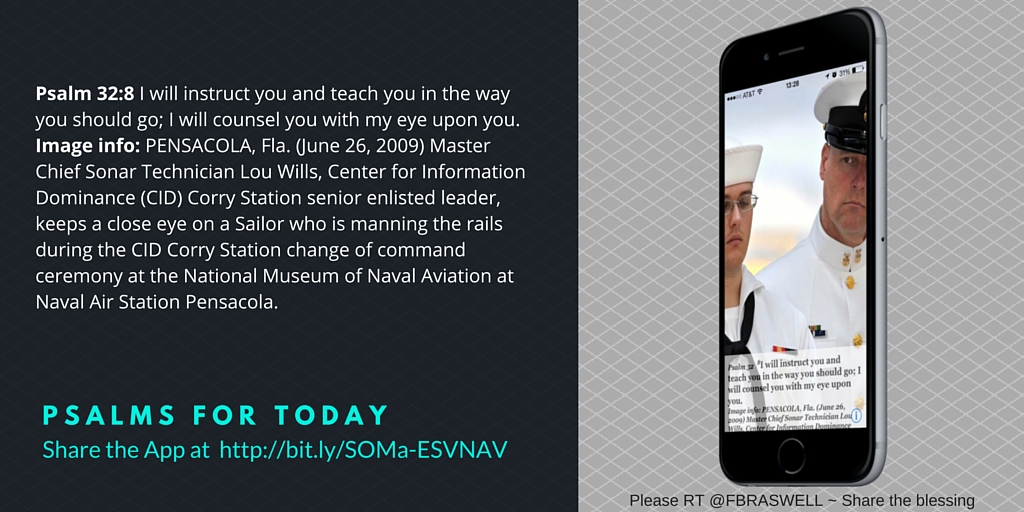 Psalm 32:8 I will instruct you and teach you in the way
you should go; I will counsel you with my eye upon you.
Image info: PENSACOLA, Fla. (June 26, 2009) Master
Chief Sonar Technician Lou Wills, Center for Information
Dominance (CID) Corry Station senior enlisted leader,
keeps a close eye on a Sailor who is manning the rails
during the CID Corry Station change of command
ceremony at the National Museum of Naval Aviation at
Naval Air Station Pensacola.
PSALMS FOR TODAY
Share the App at http://bit.ly/SOMa-ESVNAV
AT&T 13:28 31%
Psalm 32 8I will instruct you and
teach you in the way you should go; I
will counsel you with my eye upon
you.
Image info: PENSACOLA, Fla. (June 26,
2009) Master Chief Sonar Technician Lou
Wills, Center for Information Dominance
Please RT @FBRASWELL ~ Share the blessing